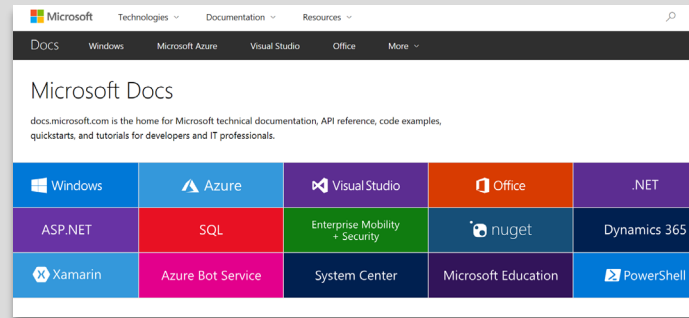 Microsoft Technologies Documentation Resources
Docs Windows Microsoft Azure Visual Studio Office More
Microsoft Docs
docs.microsoft.com is the home for Microsoft technical documentation, API reference, code examples,
quickstarts, and tutorials for developers and IT professionals.
Windows Azure Visual Studio Office .NET
ASP.NET SQL Enterprise Mobility
+ Security nuget Dynamics 365
Xamarin Azure Bot Service System Center Microsoft Education PowerShell